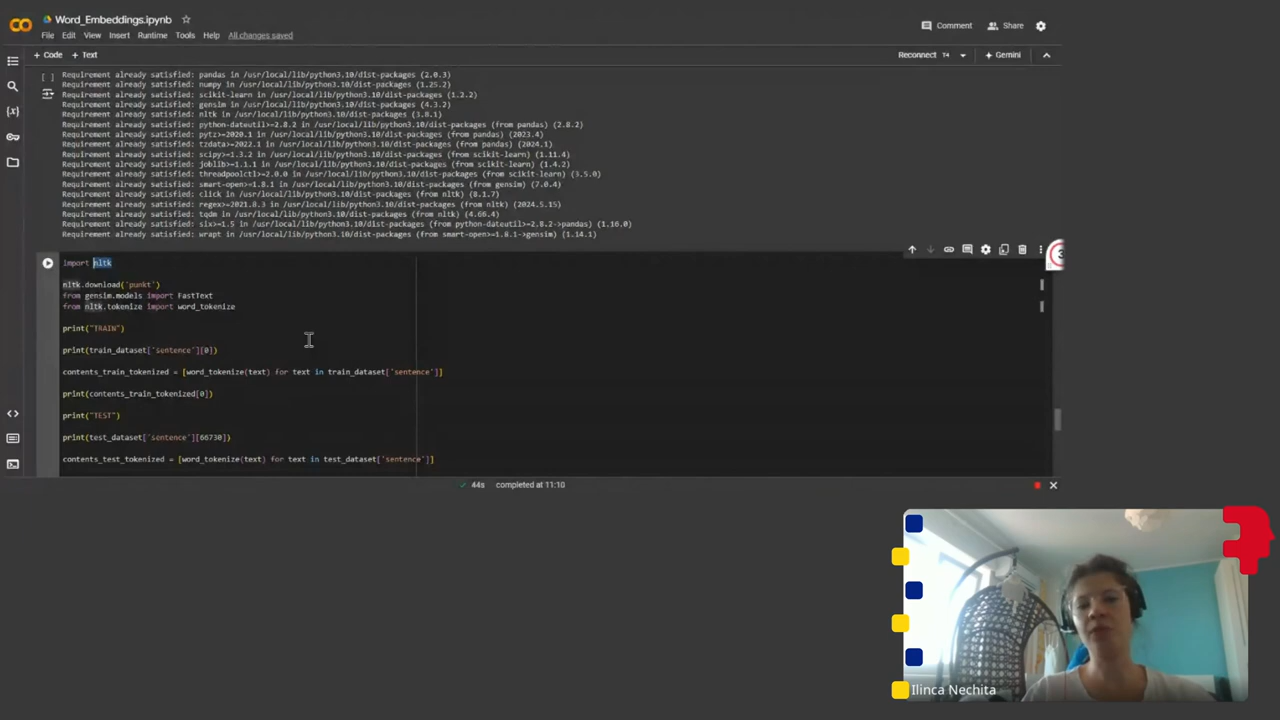 Word_Embeddings.ipynb
Comment
Share
File Edit View Insert Runtime Tools Help All changes saved
+ Code + Text
Reconnect T4
Gemini
[ ]
Requirement already satisfied: pandas in /usr/local/lib/python3.10/dist-packages (2.0.3)
Requirement already satisfied: numpy in /usr/local/lib/python3.10/dist-packages (1.25.2)
Requirement already satisfied: scikit-learn in /usr/local/lib/python3.10/dist-packages (1.2.2)
Requirement already satisfied: gensim in /usr/local/lib/python3.10/dist-packages (4.3.2)
Requirement already satisfied: nltk in /usr/local/lib/python3.10/dist-packages (3.8.1)
Requirement already satisfied: python-dateutil>=2.8.2 in /usr/local/lib/python3.10/dist-packages (from pandas) (2.8.2)
Requirement already satisfied: pytz>=2020.1 in /usr/local/lib/python3.10/dist-packages (from pandas) (2023.4)
Requirement already satisfied: tzdata>=2022.1 in /usr/local/lib/python3.10/dist-packages (from pandas) (2024.1)
Requirement already satisfied: scipy>=1.3.2 in /usr/local/lib/python3.10/dist-packages (from scikit-learn) (1.11.4)
Requirement already satisfied: joblib>=1.1.1 in /usr/local/lib/python3.10/dist-packages (from scikit-learn) (1.4.2)
Requirement already satisfied: threadpoolctl>=2.0.0 in /usr/local/lib/python3.10/dist-packages (from scikit-learn) (3.5.0)
Requirement already satisfied: smart-open>=1.8.1 in /usr/local/lib/python3.10/dist-packages (from gensim) (7.0.4)
Requirement already satisfied: click in /usr/local/lib/python3.10/dist-packages (from nltk) (8.1.7)
Requirement already satisfied: regex>=2021.8.3 in /usr/local/lib/python3.10/dist-packages (from nltk) (2024.5.15)
Requirement already satisfied: tqdm in /usr/local/lib/python3.10/dist-packages (from nltk) (4.66.4)
Requirement already satisfied: six>=1.5 in /usr/local/lib/python3.10/dist-packages (from python-dateutil>=2.8.2->pandas) (1.16.0)
Requirement already satisfied: wrapt in /usr/local/lib/python3.10/dist-packages (from smart-open>=1.8.1->gensim) (1.14.1)
import nltk
nltk.download('punkt')
from gensim.models import FastText
from nltk.tokenize import word_tokenize
print("TRAIN")
print(train_dataset['sentence'][0])
contents_train_tokenized = [word_tokenize(text) for text in train_dataset['sentence']]
print(contents_train_tokenized[0])
print("TEST")
print(test_dataset['sentence'][66730])
contents_test_tokenized = [word_tokenize(text) for text in test_dataset['sentence']]
44s completed at 11:10
Ilinca Nechita